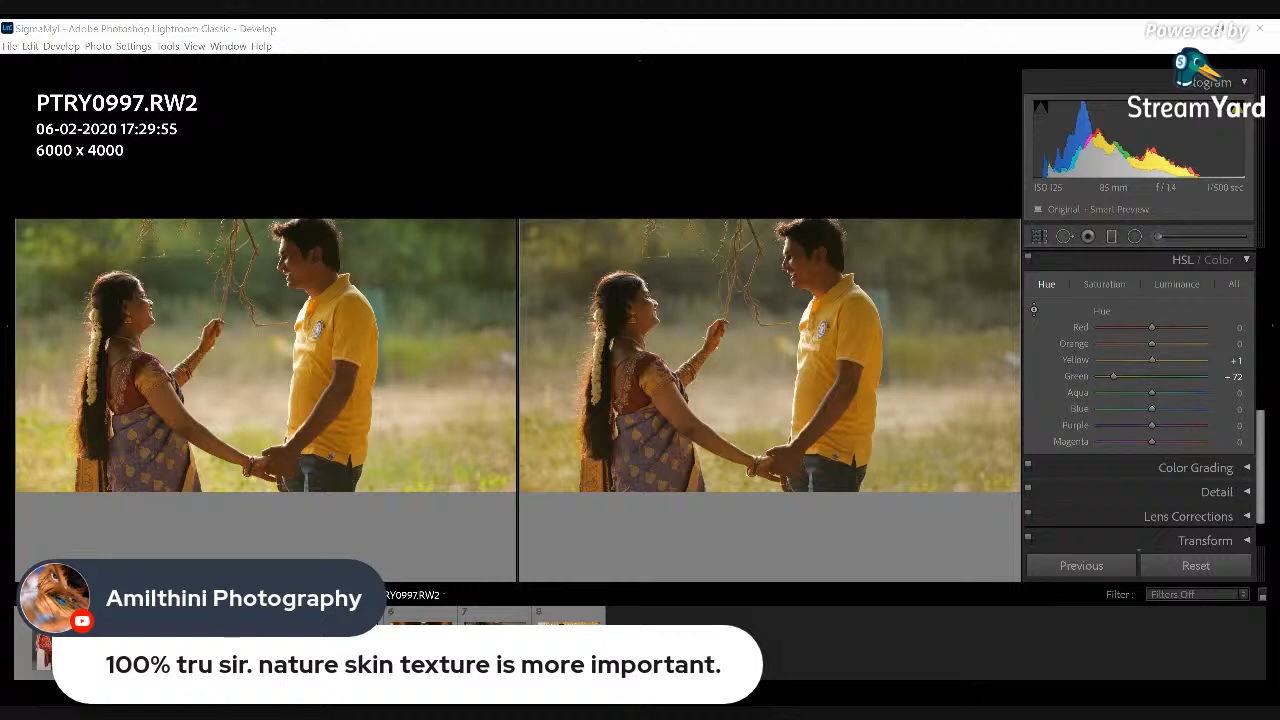 SigmaMyl - Adobe Photoshop Lightroom Classic - Develop
File Edit Develop Photo Settings Tools View Window Help
Powered by
StreamYard
PTRY0997.RW2
06-02-2020 17:29:55
6000 x 4000
ISO 125 85 mm f / 1.4 1/500 sec
Original - Smart Preview
HSL / Color
Hue Saturation Luminance All
Hue
Red 0
Orange 0
Yellow +1
Green -72
Aqua 0
Blue 0
Purple 0
Magenta 0
Color Grading
Detail
Lens Corrections
Transform
Previous Reset
Filter : Filters Off
6 7 8
Amilthini Photography
100% tru sir. nature skin texture is more important.